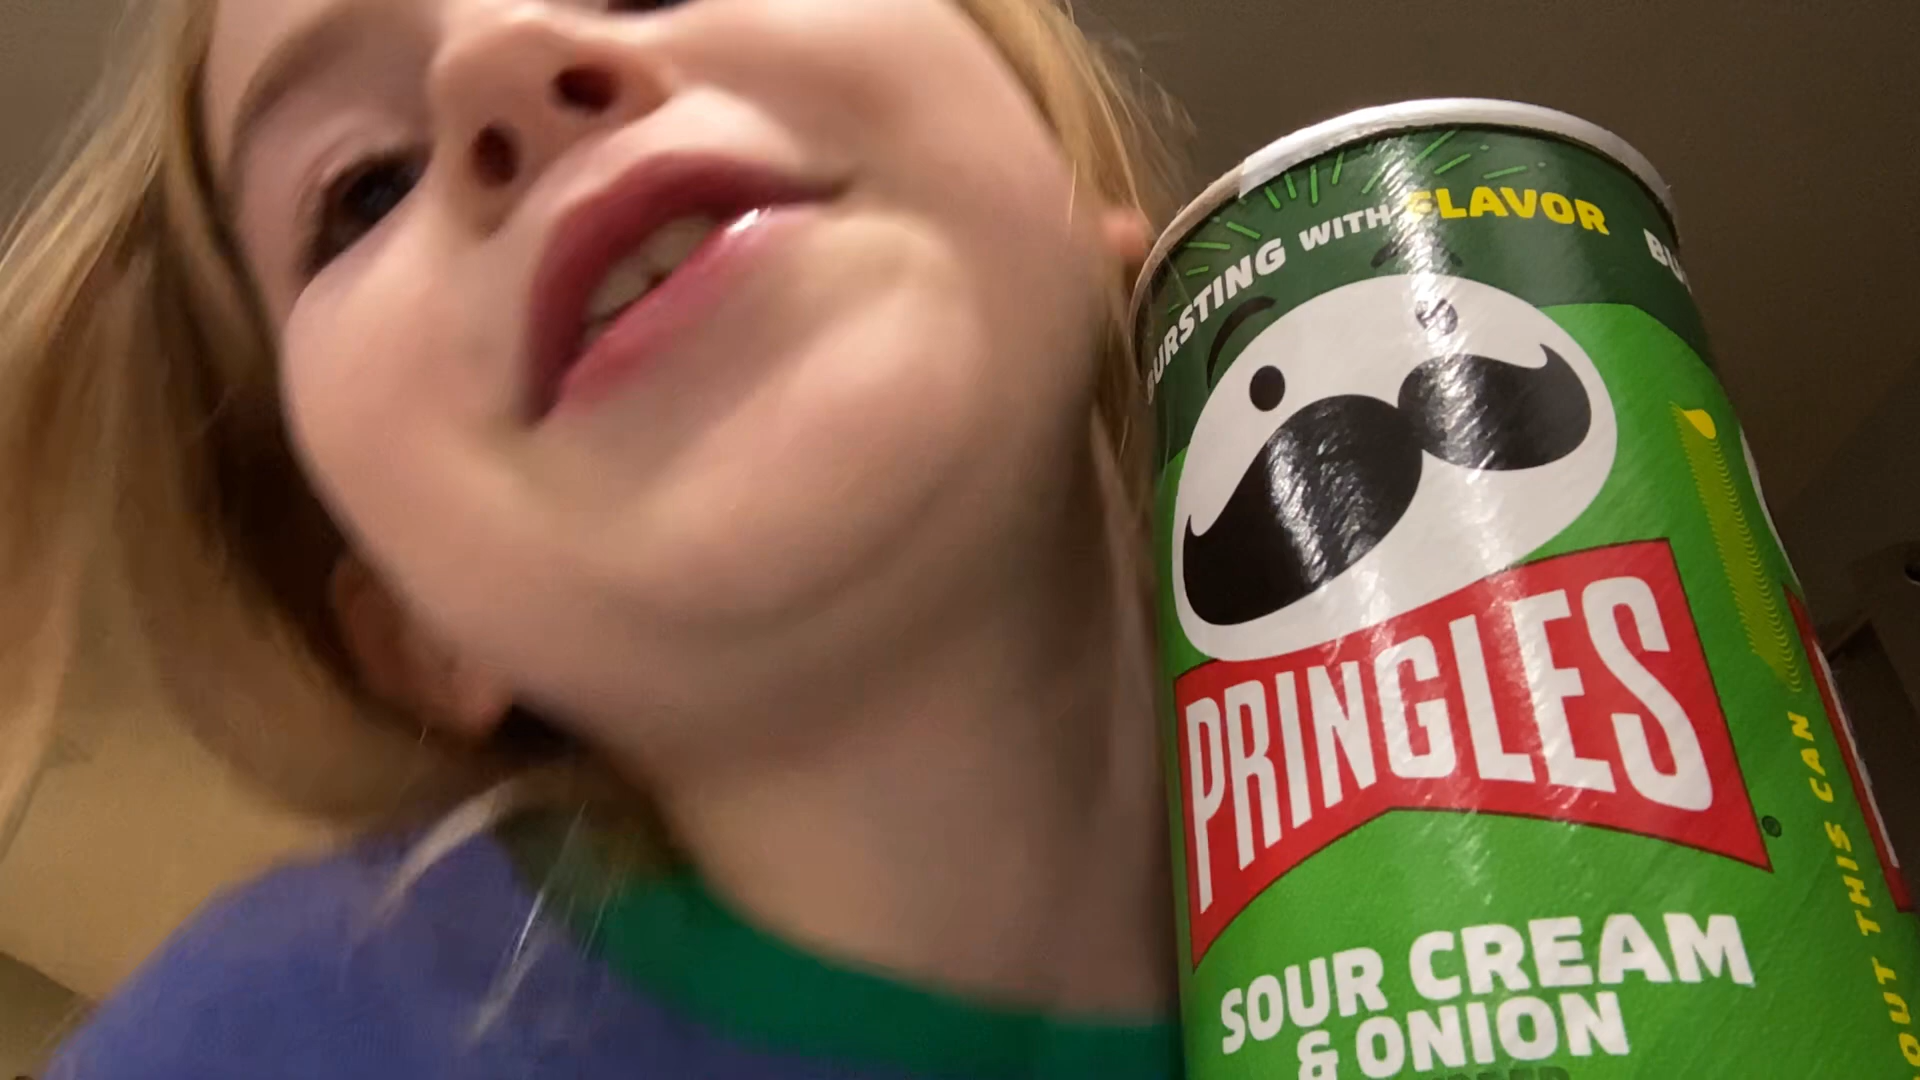 BURSTING WITH FLAVOR
PRINGLES
SOUR CREAM
& ONION
OUT THIS CAN